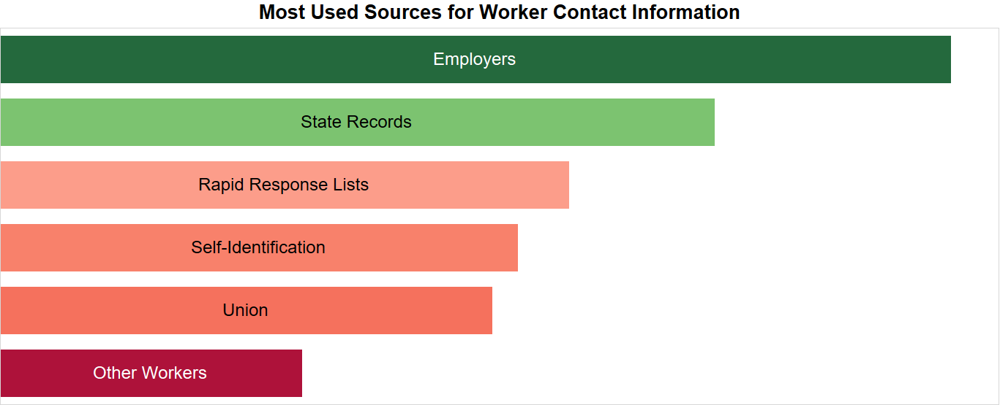 Most Used Sources for Worker Contact Information
Employers
State Records
Rapid Response Lists
Self-Identification
Union
Other Workers